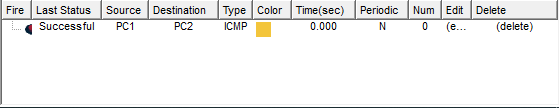 Fire Last Status Source Destination Type Color Time(sec) Periodic Num Edit Delete
Successful PC1 PC2 ICMP 0.000 N 0 (e... (delete)